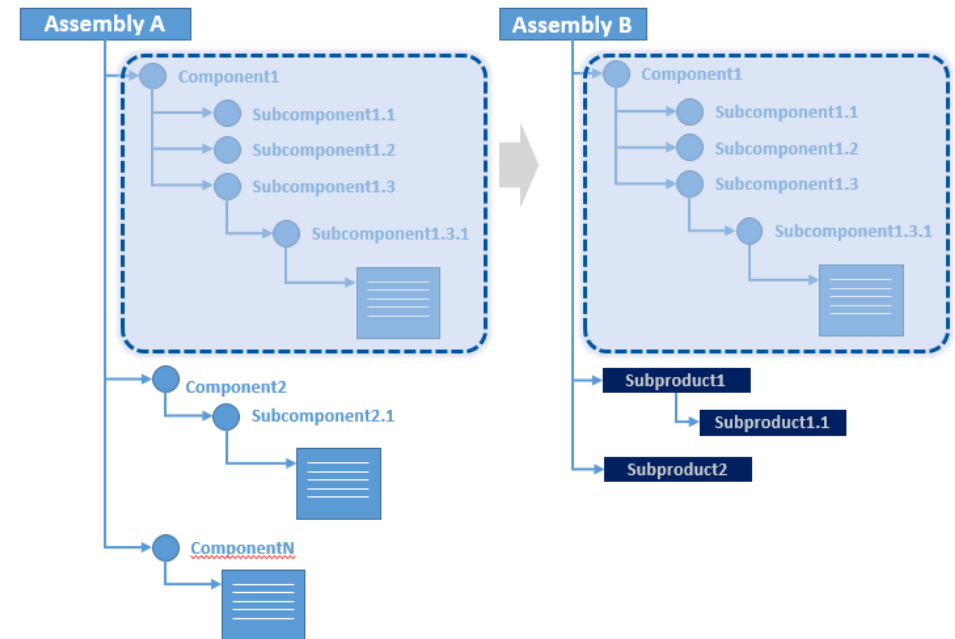 Assembly A
Component1
Subcomponent1.1
Subcomponent1.2
Subcomponent1.3
Subcomponent1.3.1
Component2
Subcomponent2.1
ComponentN
Assembly B
Component1
Subcomponent1.1
Subcomponent1.2
Subcomponent1.3
Subcomponent1.3.1
Subproduct1
Subproduct1.1
Subproduct2